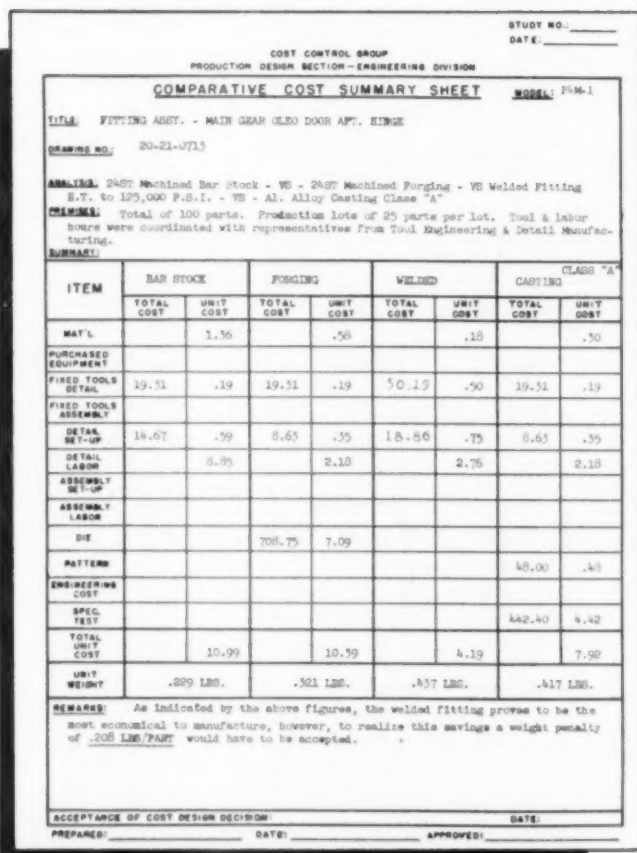 STUDY NO.:
DATE:
COST CONTROL GROUP
PRODUCTION DESIGN SECTION - ENGINEERING DIVISION
COMPARATIVE COST SUMMARY SHEET MODEL: P4M-1
TITLE: FITTING ASSY. - MAIN GEAR OLEO DOOR AFT. HINGE
DRAWING NO.: 20-21-0713
ANALYSIS: 24ST Machined Bar Stock - VS - 24ST Machined Forging - VS Welded Fitting
H.T. to 125,000 P.S.I. - VS - Al. Alloy Casting Class "A"
PREMISES: Total of 100 parts. Production lots of 25 parts per lot. Tool & labor
hours were coordinated with representatives from Tool Engineering & Detail Manufac-
turing.
SUMMARY:
ITEM BAR STOCK FORGING WELDED CASTING CLASS "A"
TOTAL COST UNIT COST TOTAL COST UNIT COST TOTAL COST UNIT COST TOTAL COST UNIT COST
MAT'L 1.36 .58 .18 .30
PURCHASED EQUIPMENT
FIXED TOOLS DETAIL 19.31 .19 19.31 .19 50.19 .50 19.31 .19
FIXED TOOLS ASSEMBLY
DETAIL SET-UP 14.67 .59 8.63 .35 18.86 .75 8.63 .35
DETAIL LABOR 8.85 2.18 2.76 2.18
ASSEMBLY SET-UP
ASSEMBLY LABOR
DIE 708.75 7.09
PATTERN 48.00 .48
ENGINEERING COST
SPEC. TEST 442.40 4.42
TOTAL UNIT COST 10.99 10.39 4.19 7.92
UNIT WEIGHT .229 LBS. .321 LBS. .437 LBS. .417 LBS.
REMARKS: As indicated by the above figures, the welded fitting proves to be the
most economical to manufacture, however, to realize this savings a weight penalty
of .208 LBS/PART would have to be accepted.
ACCEPTANCE OF COST DESIGN DECISION: DATE:
PREPARED: DATE: APPROVED: